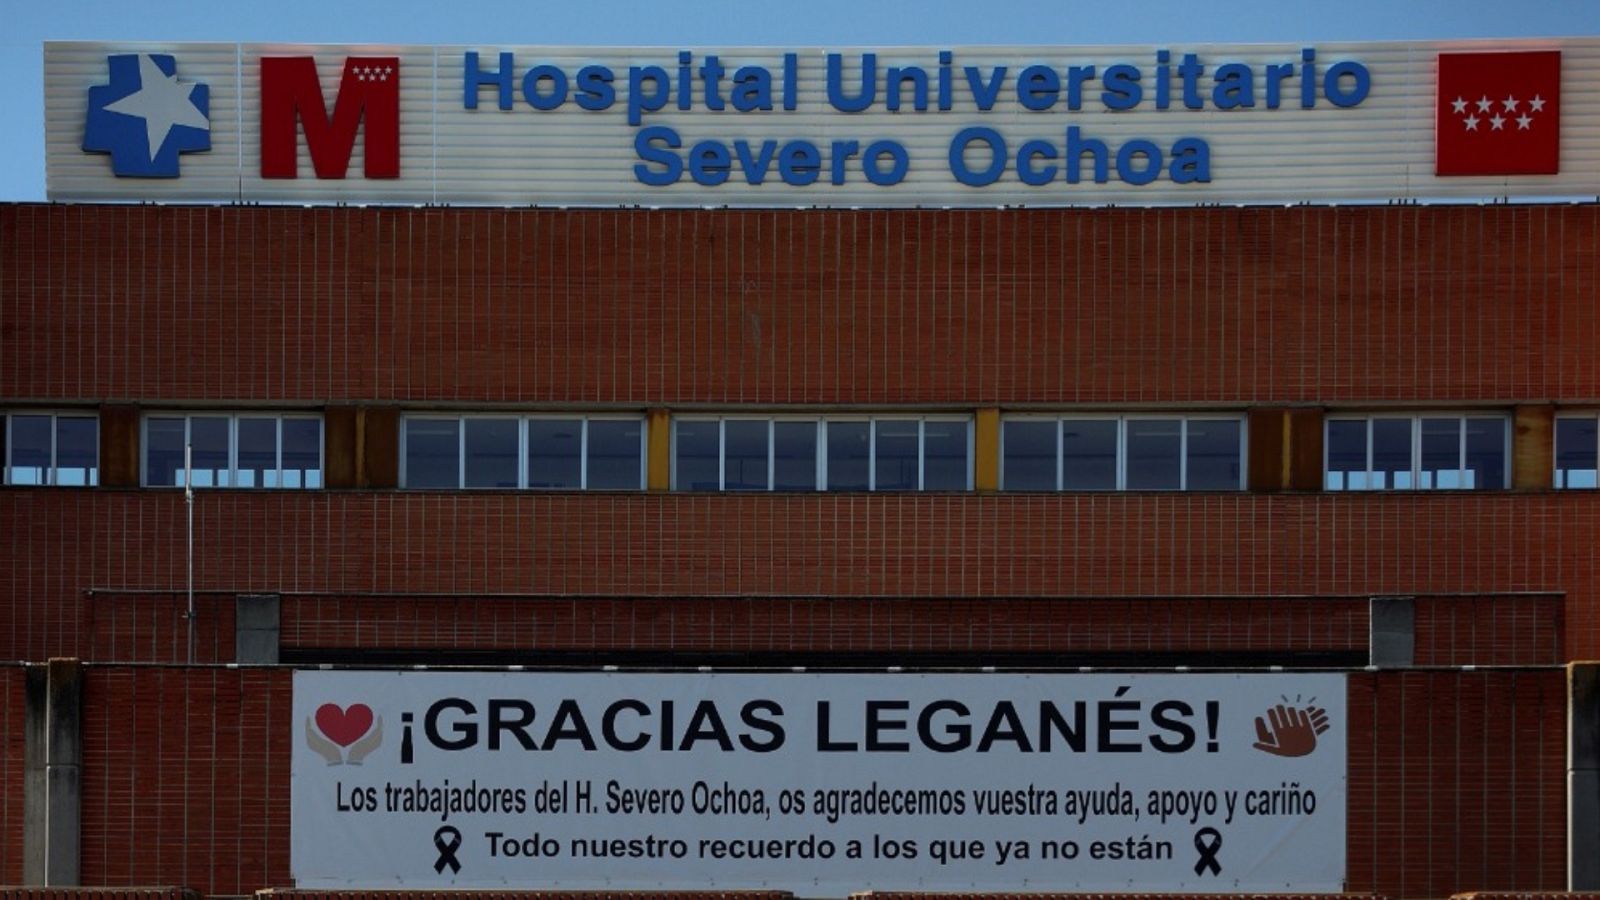 M
Hospital Universitario
Severo Ochoa
¡GRACIAS LEGANÉS!
Los trabajadores del H. Severo Ochoa, os agradecemos vuestra ayuda, apoyo y cariño
Todo nuestro recuerdo a los que ya no están